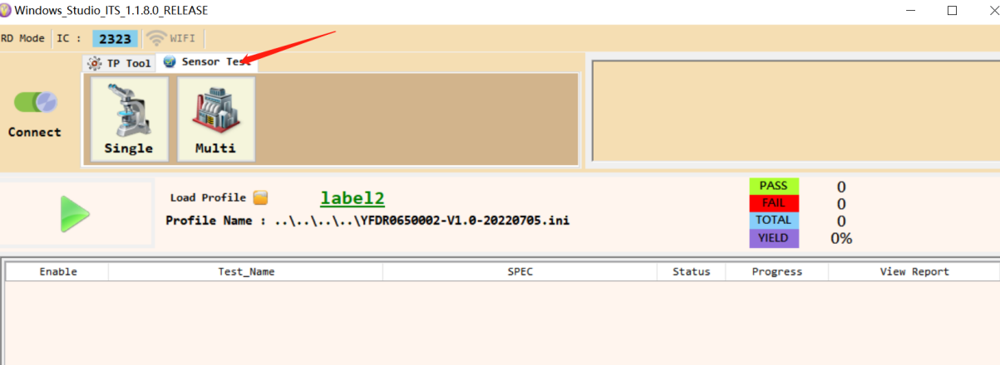 Windows_Studio_ITS_1.1.8.0_RELEASE
RD Mode IC : 2323 WIFI
TP Tool Sensor Test
Connect
Single Multi
Load Profile label2
Profile Name : ..\..\..\..\YFDR0650002-V1.0-20220705.ini
PASS 0
FAIL 0
TOTAL 0
YIELD 0%
Enable Test_Name SPEC Status Progress View Report